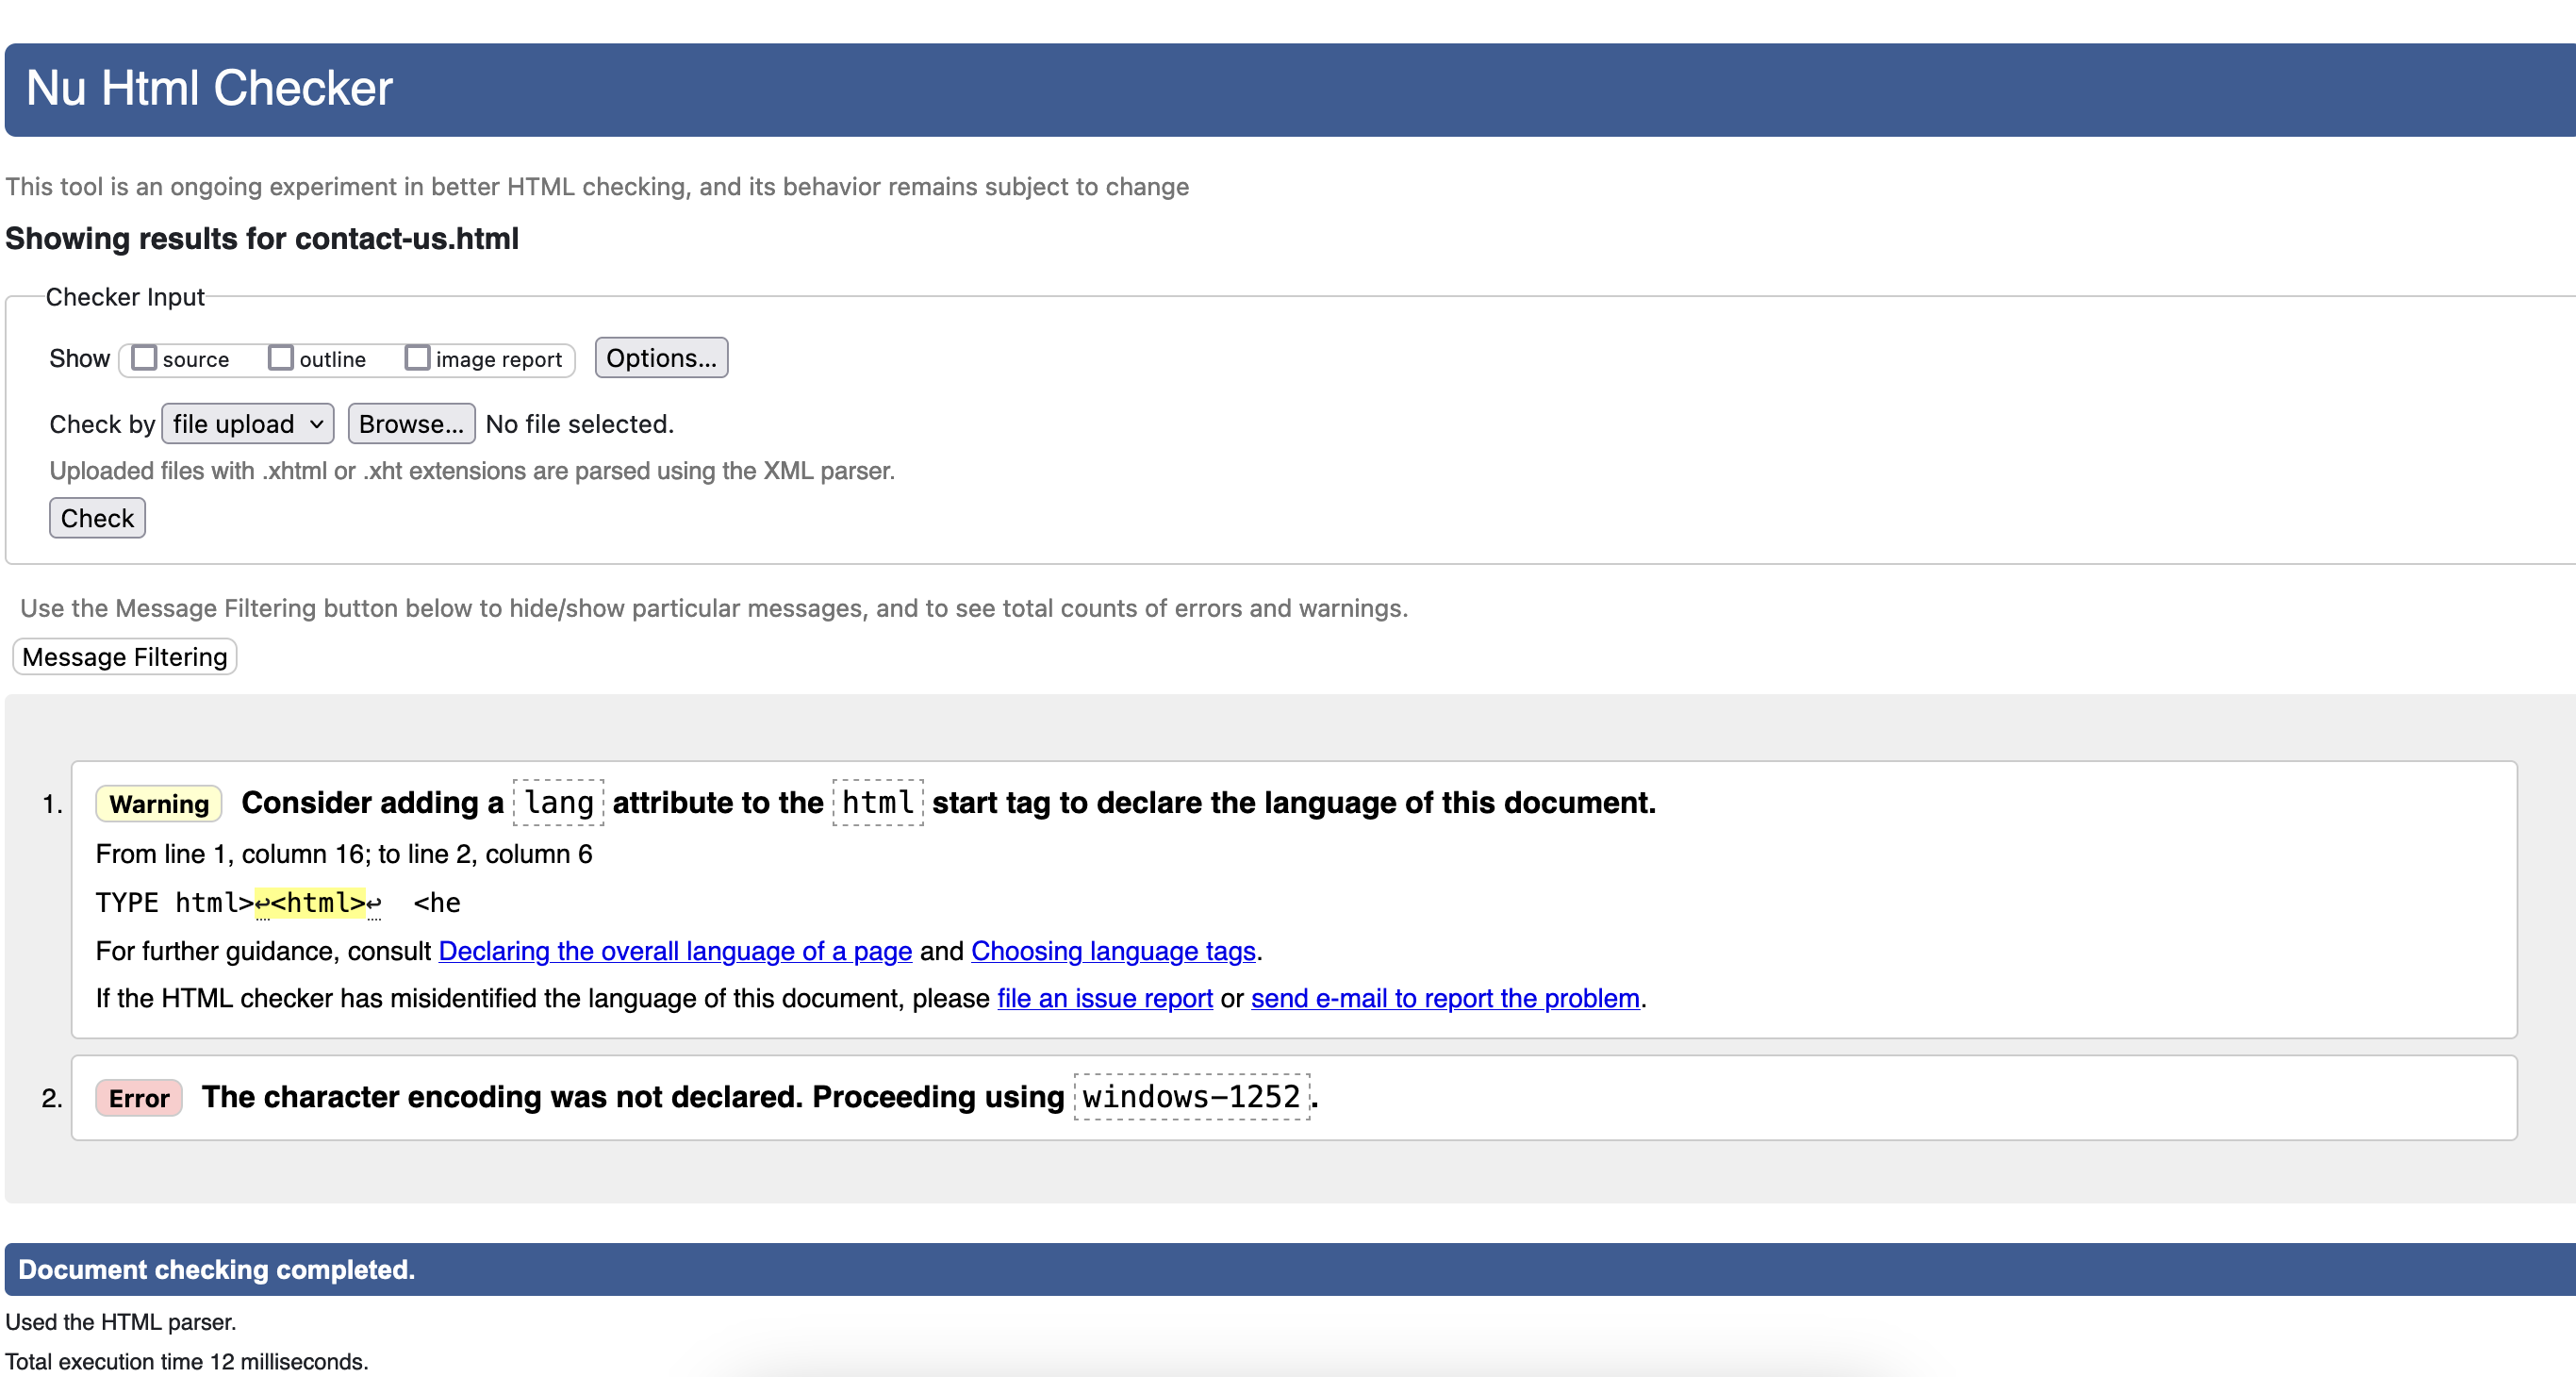 Nu Html Checker
This tool is an ongoing experiment in better HTML checking, and its behavior remains subject to change
Showing results for contact-us.html
Checker Input
Show source outline image report Options...
Check by file upload Browse... No file selected.
Uploaded files with .xhtml or .xht extensions are parsed using the XML parser.
Check
Use the Message Filtering button below to hide/show particular messages, and to see total counts of errors and warnings.
Message Filtering
1. Warning Consider adding a lang attribute to the html start tag to declare the language of this document.
From line 1, column 16; to line 2, column 6
TYPE html>↩<html>↩ <he
For further guidance, consult Declaring the overall language of a page and Choosing language tags.
If the HTML checker has misidentified the language of this document, please file an issue report or send e-mail to report the problem.
2. Error The character encoding was not declared. Proceeding using windows-1252.
Document checking completed.
Used the HTML parser.
Total execution time 12 milliseconds.